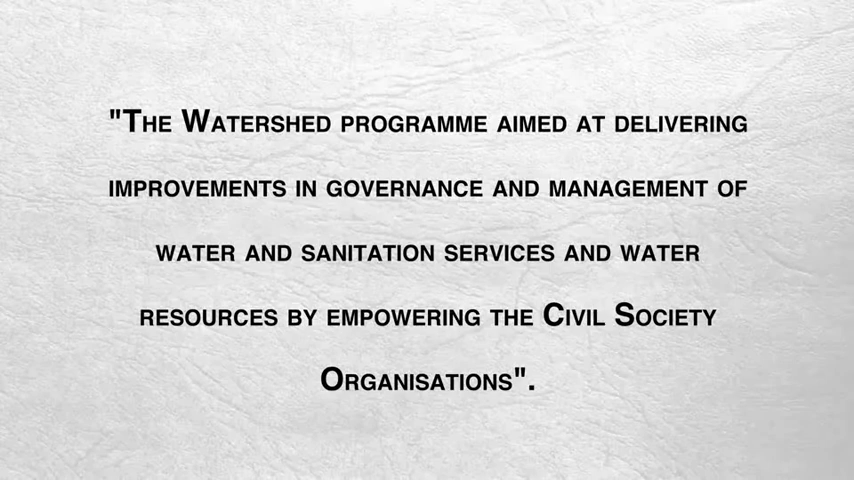 "The Watershed programme aimed at delivering
improvements in governance and management of
water and sanitation services and water
resources by empowering the Civil Society
Organisations".